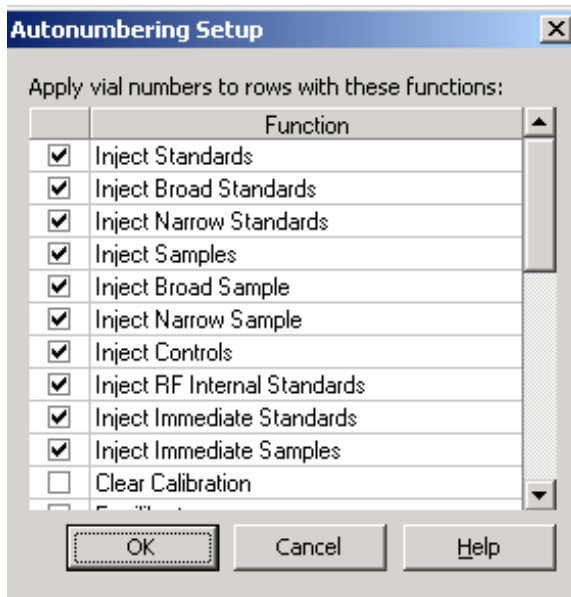 Autonumbering Setup
Apply vial numbers to rows with these functions:
Function
Inject Standards
Inject Broad Standards
Inject Narrow Standards
Inject Samples
Inject Broad Sample
Inject Narrow Sample
Inject Controls
Inject RF Internal Standards
Inject Immediate Standards
Inject Immediate Samples
Clear Calibration
OK Cancel Help